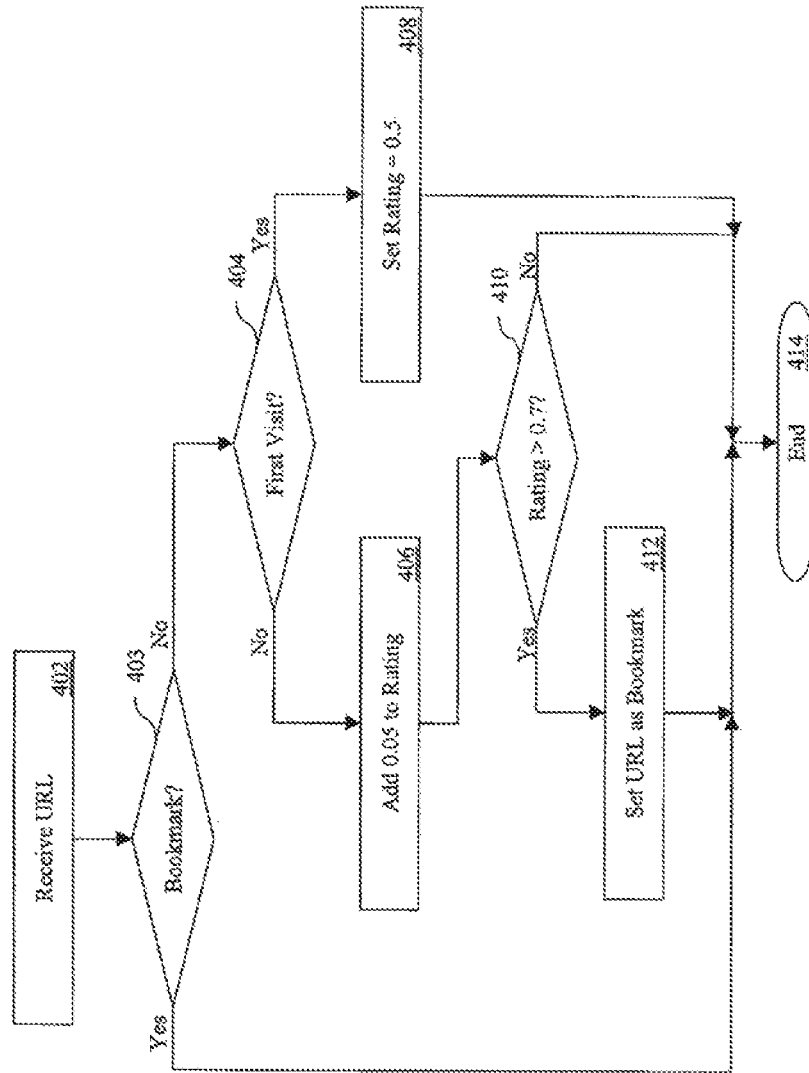 Receive URL
402
403
Bookmark?
Yes
No
404
First Visit?
No
Yes
Add 0.05 to Rating
406
Set Rating = 0.5
408
410
Rating > 0.7?
Yes
No
Set URL as Bookmark
412
End
414